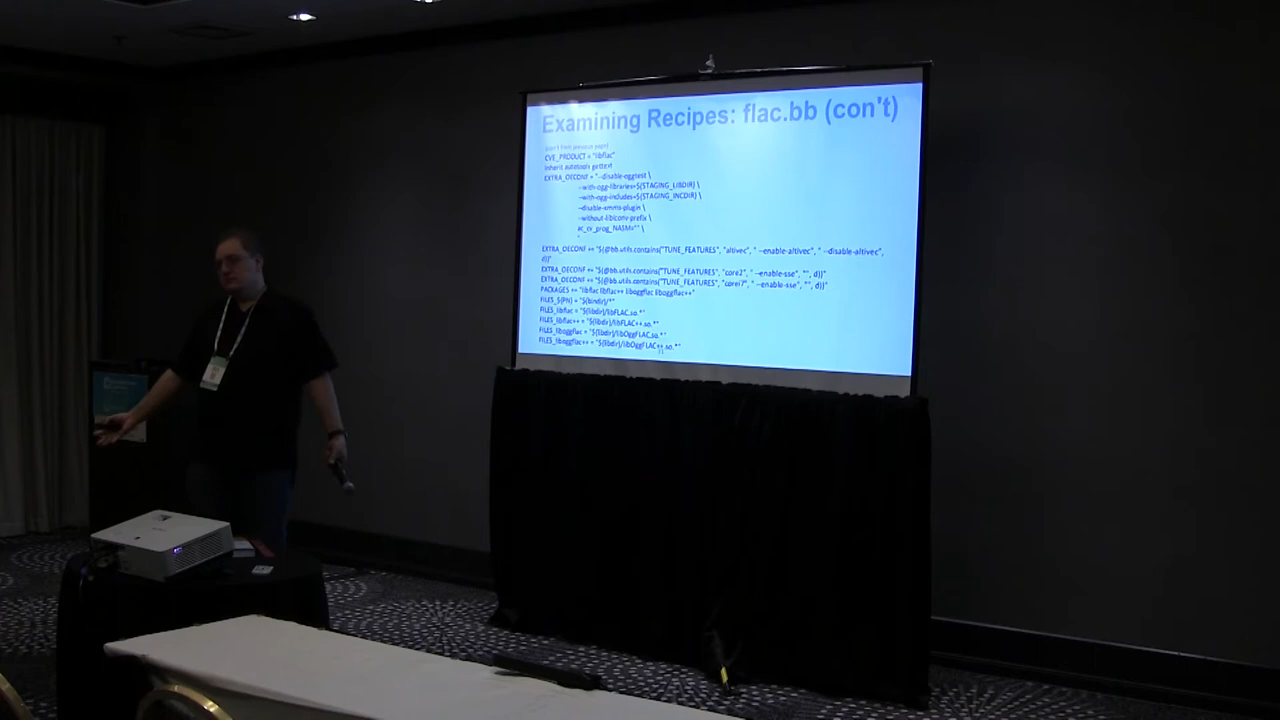 Examining Recipes: flac.bb (con't)
(con't from previous page)
CVE_PRODUCT = "libflac"
inherit autotools gettext
EXTRA_OECONF = "--disable-oggtest \
--with-ogg-libraries=${STAGING_LIBDIR} \
--with-ogg-includes=${STAGING_INCDIR} \
--disable-xmms-plugin \
--without-libiconv-prefix \
ac_cv_prog_NASM="" \
"
EXTRA_OECONF += "${@bb.utils.contains("TUNE_FEATURES", "altivec", " --enable-altivec", " --disable-altivec",
d)}"
EXTRA_OECONF += "${@bb.utils.contains("TUNE_FEATURES", "core2", " --enable-sse", "", d)}"
EXTRA_OECONF += "${@bb.utils.contains("TUNE_FEATURES", "corei7", " --enable-sse", "", d)}"
PACKAGES += "libflac libflac++ liboggflac liboggflac++"
FILES_${PN} = "${bindir}/*"
FILES_libflac = "${libdir}/libFLAC.so.*"
FILES_libflac++ = "${libdir}/libFLAC++.so.*"
FILES_liboggflac = "${libdir}/libOggFLAC.so.*"
FILES_liboggflac++ = "${libdir}/libOggFLAC++.so.*"